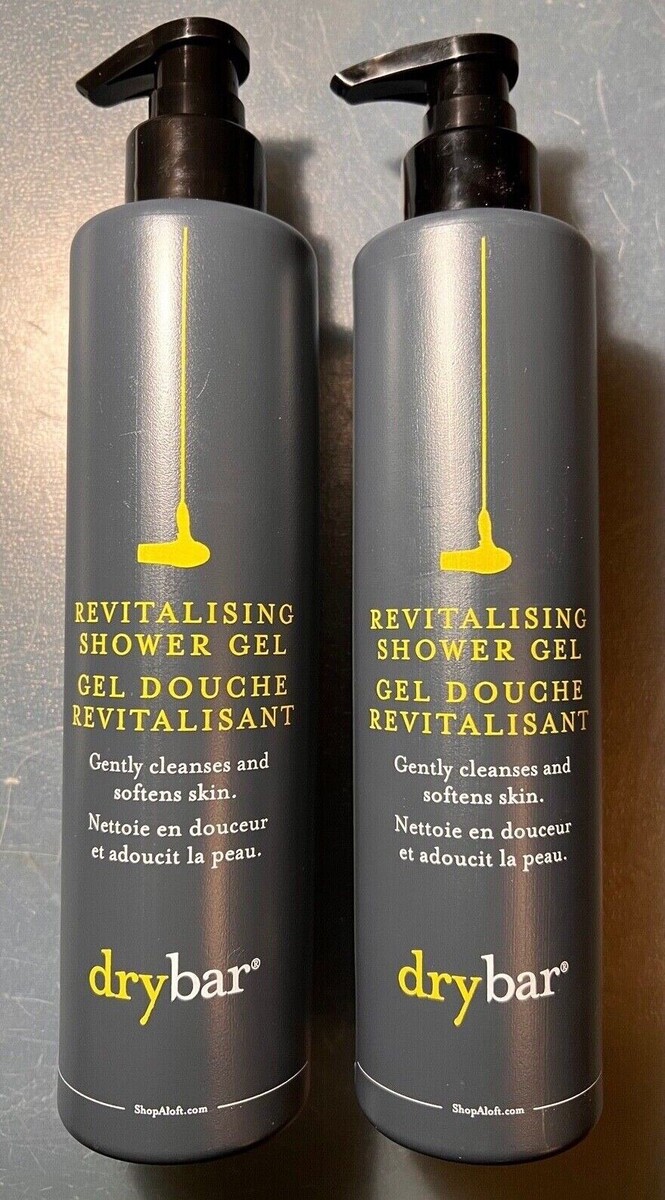 REVITALISING
SHOWER GEL
GEL DOUCHE
REVITALISANT
Gently cleanses and
softens skin.
Nettoie en douceur
et adoucit la peau.
drybar®
ShopAloft.com
REVITALISING
SHOWER GEL
GEL DOUCHE
REVITALISANT
Gently cleanses and
softens skin.
Nettoie en douceur
et adoucit la peau.
drybar®
ShopAloft.com